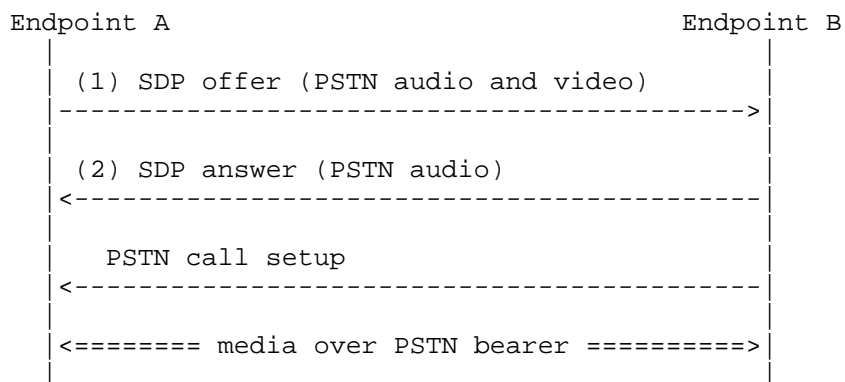 Endpoint A Endpoint B
(1) SDP offer (PSTN audio and video)
(2) SDP answer (PSTN audio)
PSTN call setup
<======== media over PSTN bearer ==========>